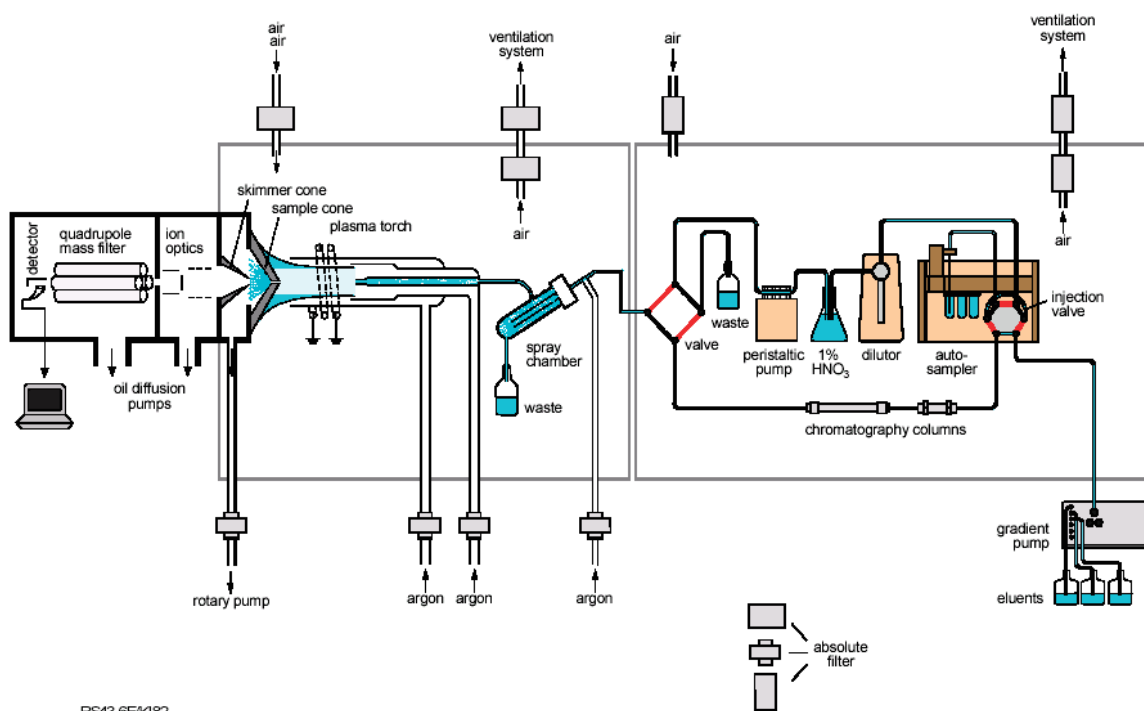 air
air
ventilation
system
air
ventilation
system
skimmer cone
sample cone
plasma torch
air
air
detector
quadrupole
mass filter
ion
optics
injection
valve
waste
valve
peristaltic
pump
1%
HNO3
dilutor
auto-
sampler
spray
chamber
oil diffusion
pumps
waste
chromatography columns
gradient
pump
eluents
rotary pump
argon
argon
argon
absolute
filter